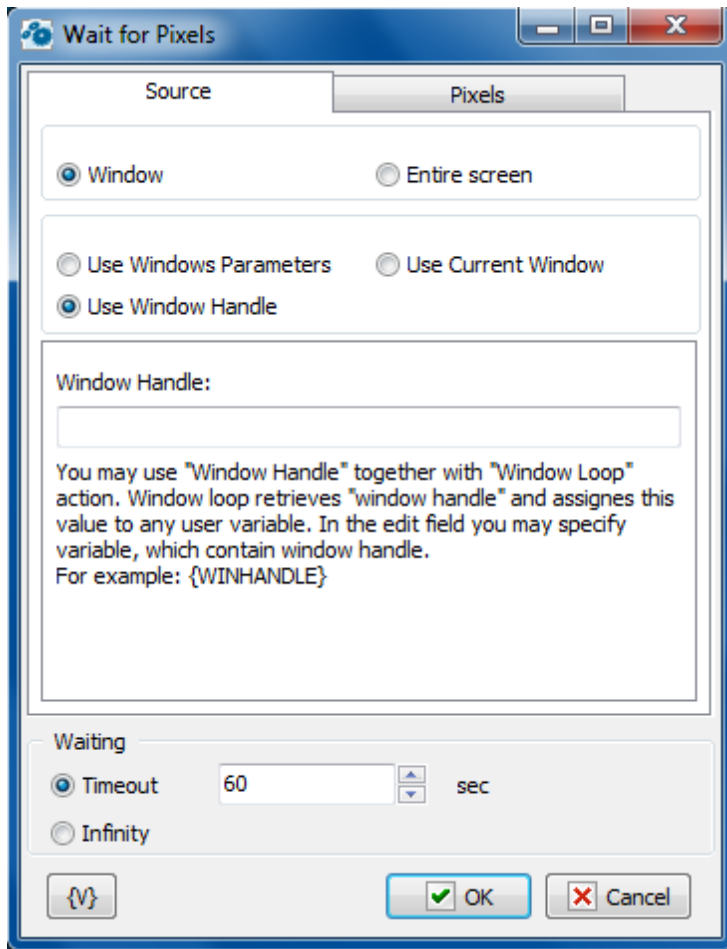 Wait for Pixels
Source
Pixels
Window
Entire screen
Use Windows Parameters
Use Current Window
Use Window Handle
Window Handle:
You may use "Window Handle" together with "Window Loop"
action. Window loop retrieves "window handle" and assignes this
value to any user variable. In the edit field you may specify
variable, which contain window handle.
For example: {WINHANDLE}
Waiting
Timeout
60
sec
Infinity
{V}
OK
Cancel